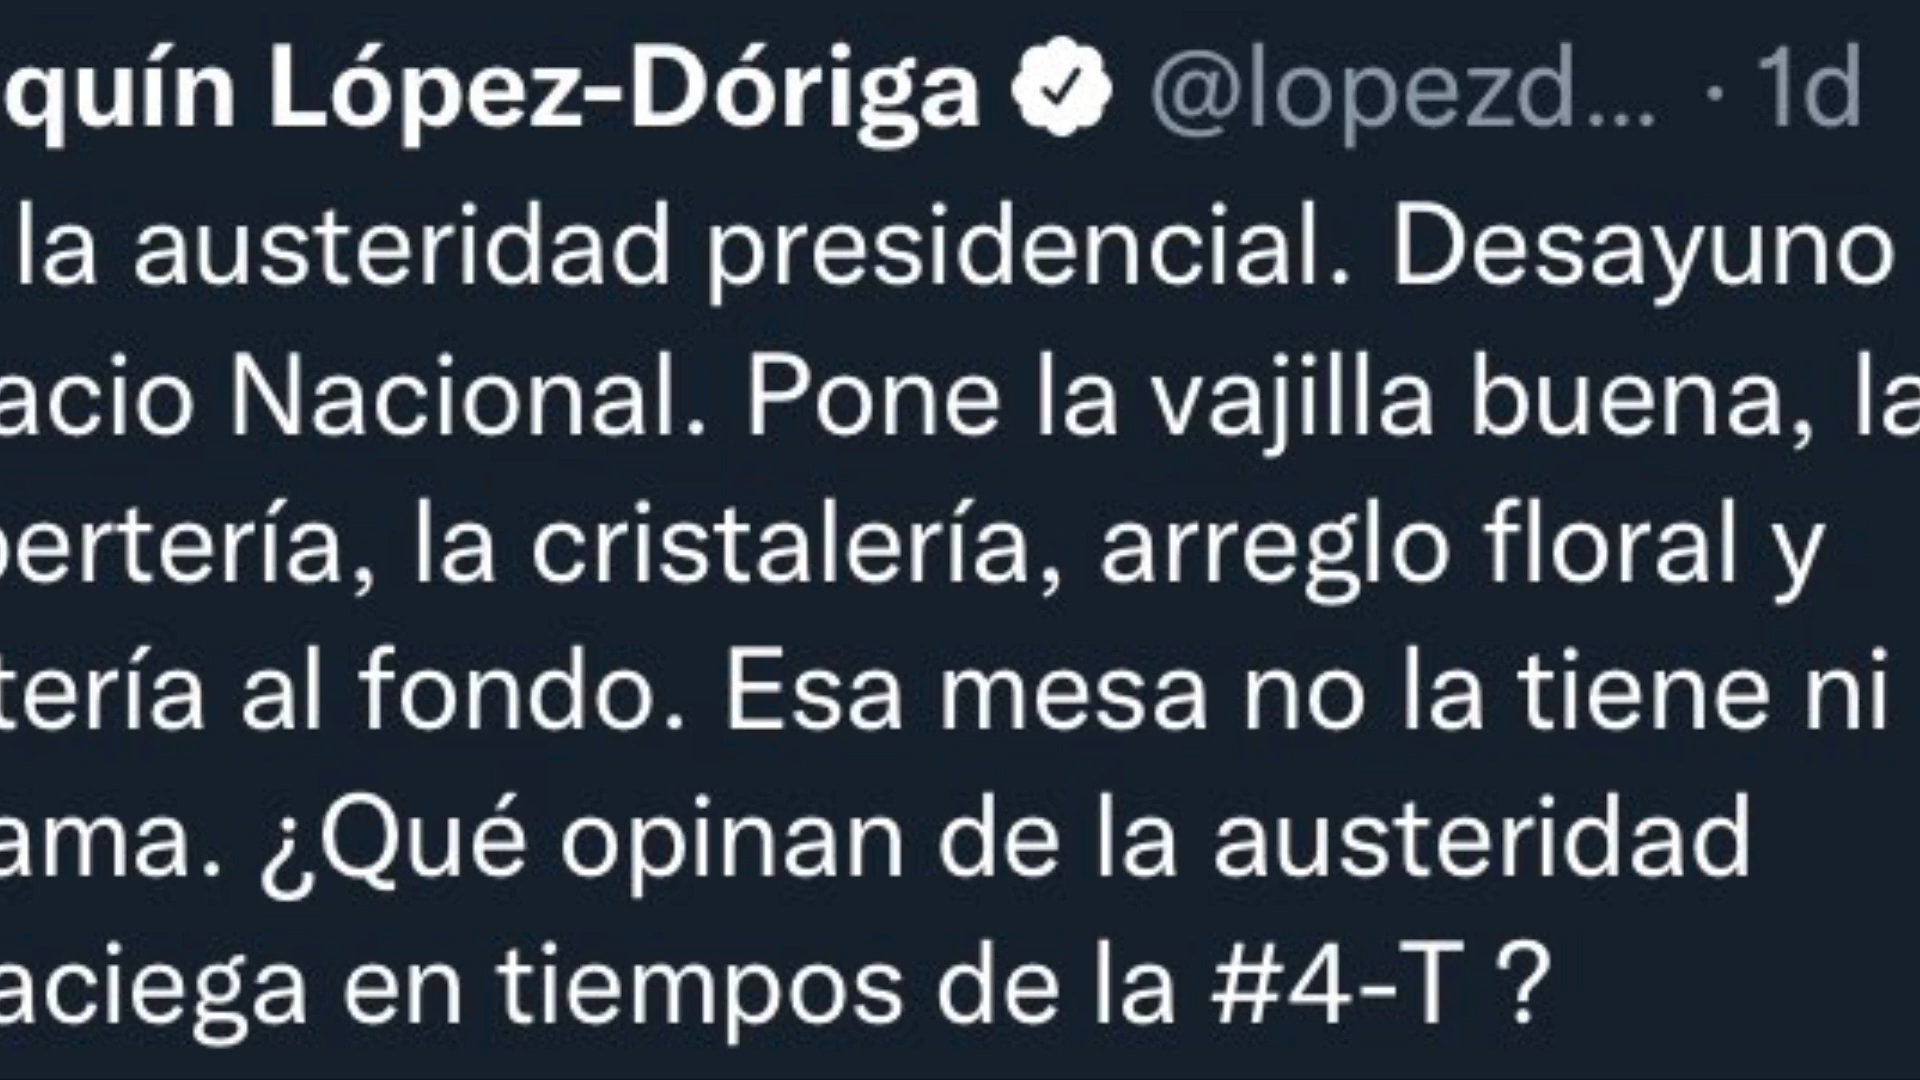 quín López-Dóriga @lopezd... · 1d
la austeridad presidencial. Desayuno
acio Nacional. Pone la vajilla buena, la
bertería, la cristalería, arreglo floral y
tería al fondo. Esa mesa no la tiene ni
ama. ¿Qué opinan de la austeridad
aciega en tiempos de la #4-T ?